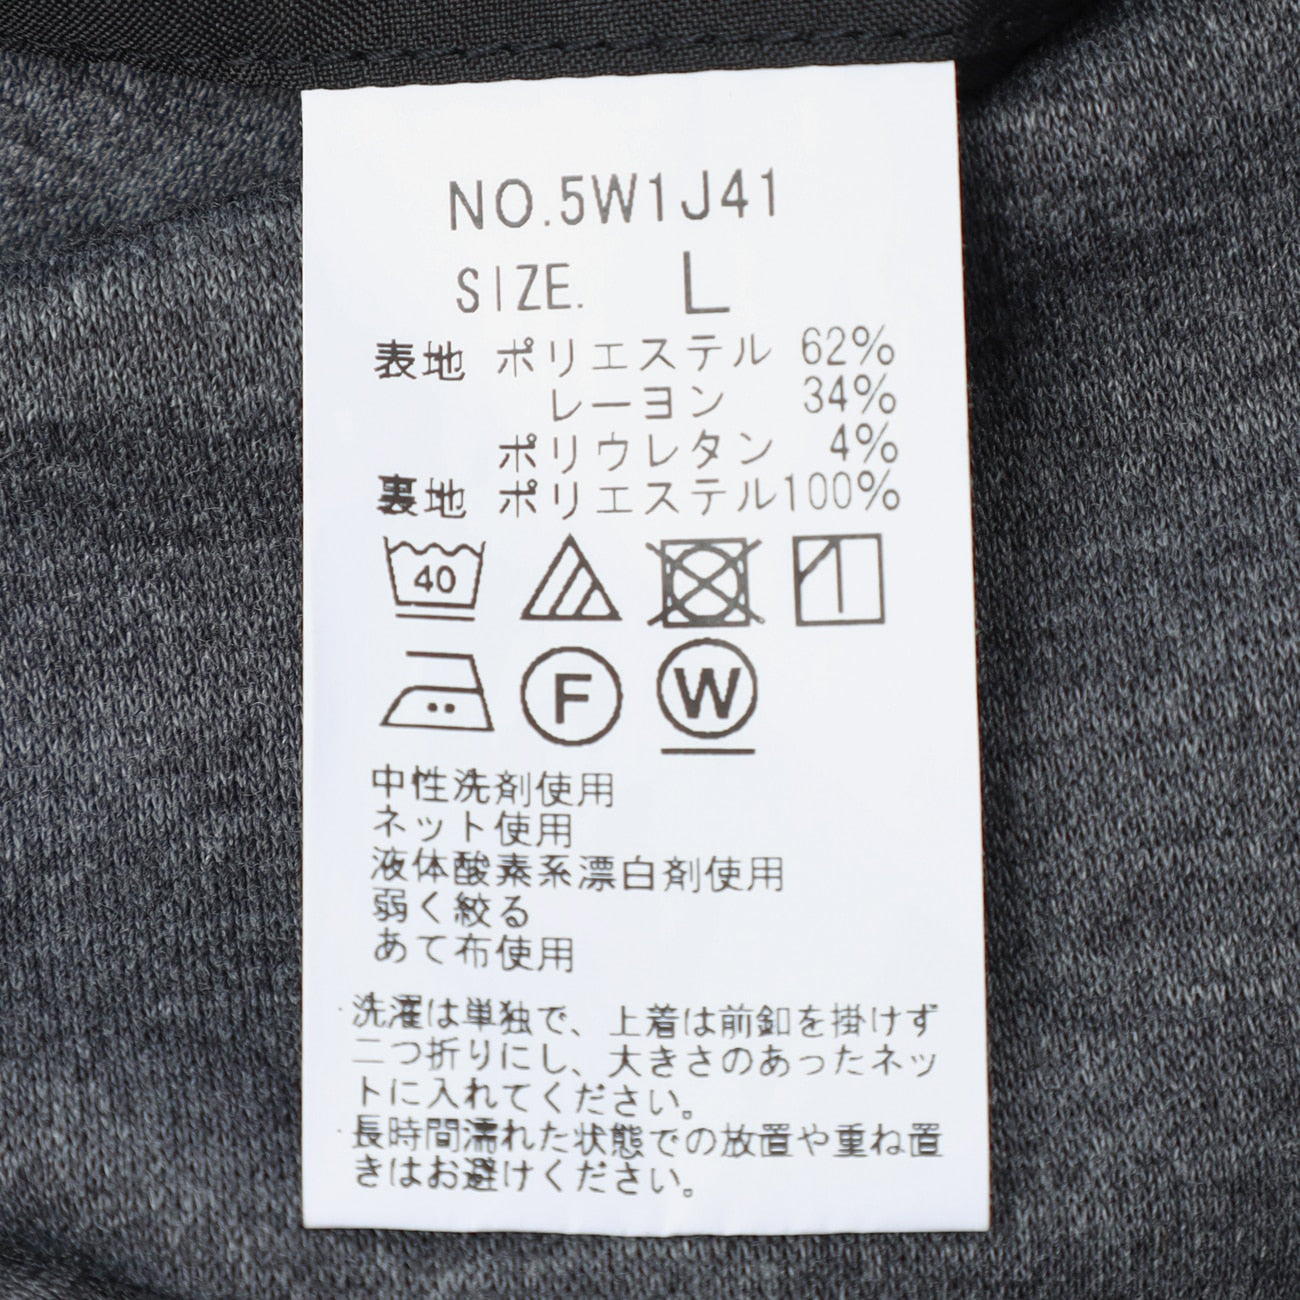 NO.5W1J41
SIZE. L
表地 ポリエステル 62%
レーヨン 34%
ポリウレタン 4%
裏地 ポリエステル100%
40
F W
中性洗剤使用
ネット使用
液体酸素系漂白剤使用
弱く絞る
あて布使用
・洗濯は単独で、上着は前釦を掛けず
二つ折りにし、大きさのあったネッ
トに入れてください。
・長時間濡れた状態での放置や重ね置
きはお避けください。